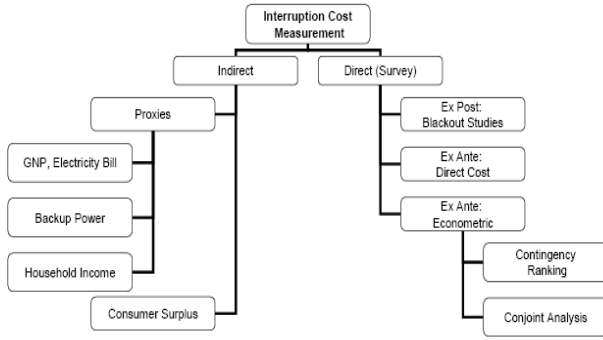 Interruption Cost
Measurement
Indirect
Direct (Survey)
Proxies
Ex Post:
Blackout Studies
GNP, Electricity Bill
Ex Ante:
Direct Cost
Backup Power
Ex Ante:
Econometric
Household Income
Contingency
Ranking
Consumer Surplus
Conjoint Analysis